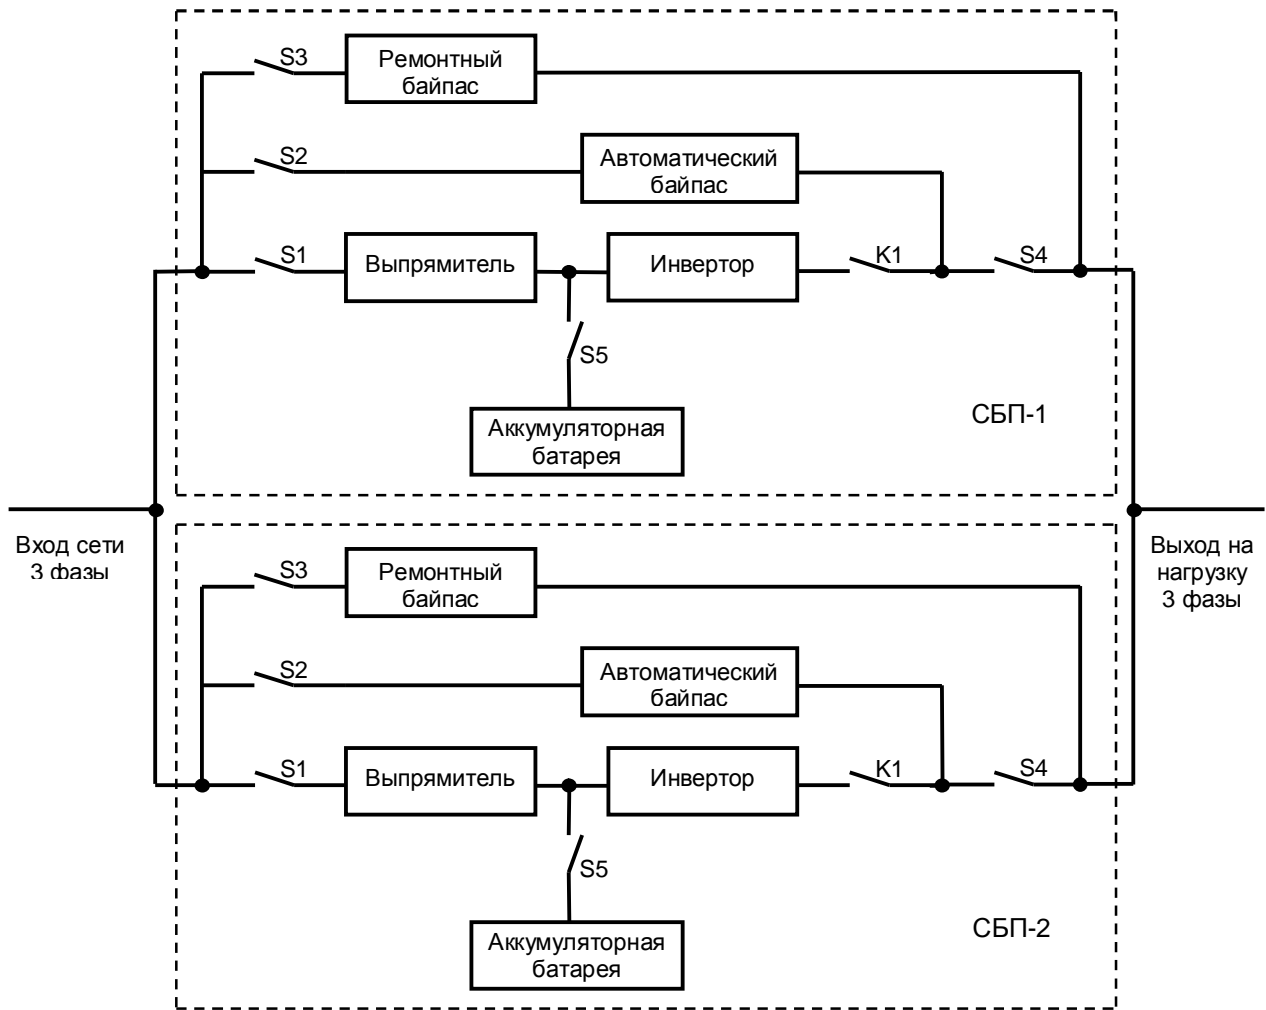 S3
Ремонтный
байпас
S2
Автоматический
байпас
S1
Выпрямитель
Инвертор
K1
S4
S5
СБП-1
Аккумуляторная
батарея
Вход сети
3 фазы
Выход на
нагрузку
3 фазы
S3
Ремонтный
байпас
S2
Автоматический
байпас
S1
Выпрямитель
Инвертор
K1
S4
S5
СБП-2
Аккумуляторная
батарея